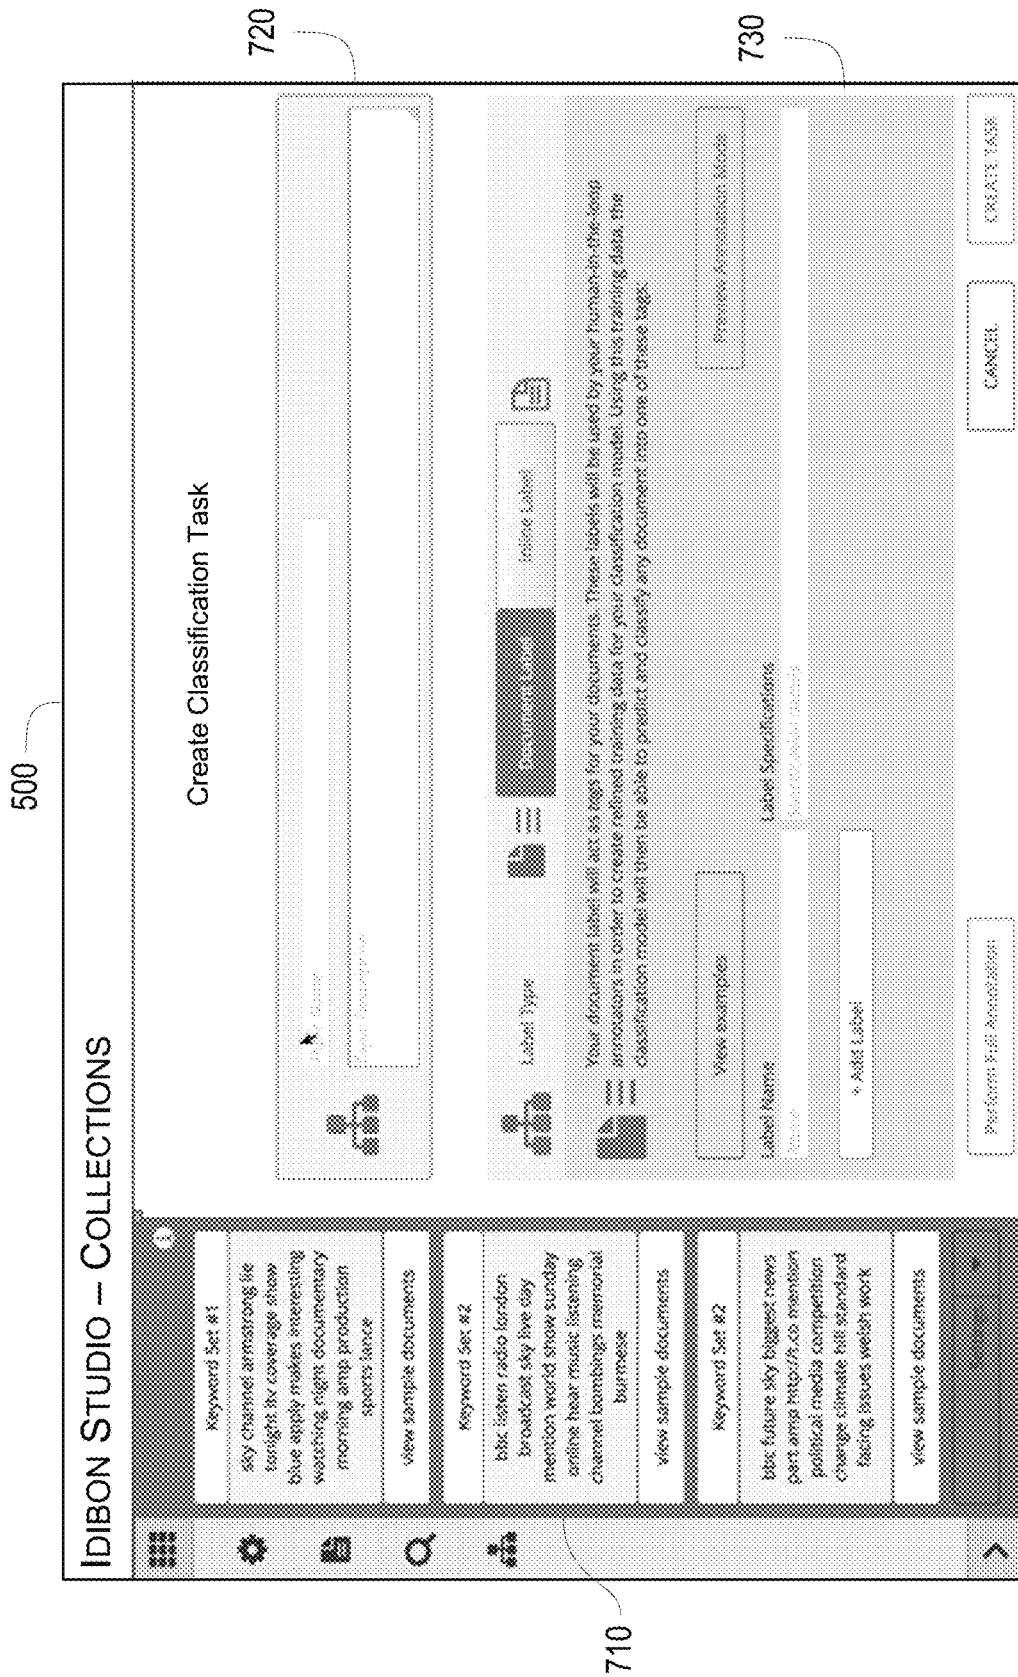 500
IDIBON STUDIO – COLLECTIONS
Keyword Set #1
sky channel armstrong lie
tonight itv coverage show
blue apply makes interesting
watching night documentary
morning amp production
sports lance
view sample documents
Keyword Set #2
bbc listen radio london
broadcast sky live day
mention world show sunday
online hear music listening
channel bombings memorial
burmese
view sample documents
Keyword Set #2
bbc future sky biggest news
part amp http://t.co mention
political media competition
change climate hill standard
facing issues welsh work
view sample documents
710
Create Classification Task
720
Label Type
Inline Label
Your document label will act as tags for your documents. These labels will be used by your human-in-the-loop
annotators in order to create refined training data for your classification model. Using this training data, the
classification model will then be able to predict and classify any document into one of these tags.
View examples
Preview Annotation Mode
Label Name
Label Specifications
+ Add Label
730
Perform Full Annotation
CANCEL
CREATE TASK